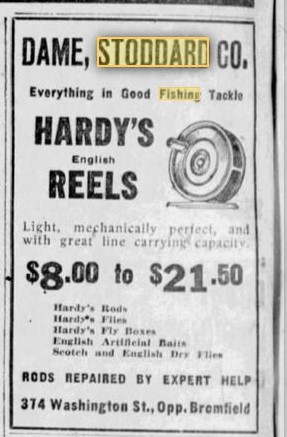 DAME, STODDARD CO.
Everything in Good Fishing Tackle
HARDY'S
English
REELS
Light, mechanically perfect, and
with great line carrying capacity.
$8.00 to $21.50
Hardy's Rods
Hardy's Flies
Hardy's Fly Boxes
English Artificial Baits
Scotch and English Dry Flies
RODS REPAIRED BY EXPERT HELP
374 Washington St., Opp. Bromfield